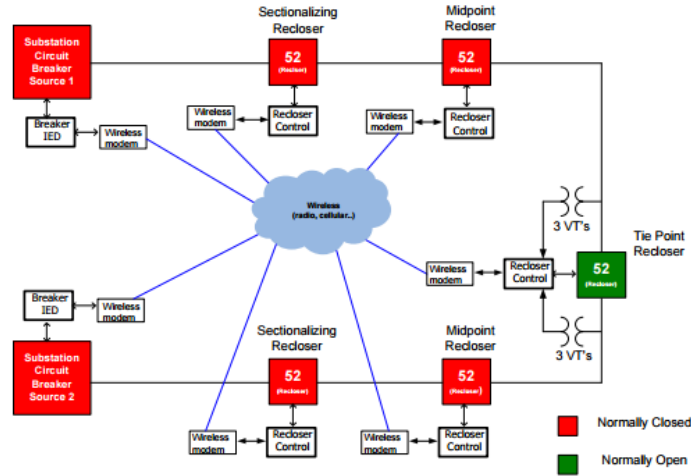 Sectionalizing
Recloser
Midpoint
Recloser
Substation
Circuit
Breaker
Source 1
52
(Recloser)
52
(Recloser)
Breaker
IED
Wireless
modem
Wireless
modem
Recloser
Control
Wireless
modem
Recloser
Control
Wireless
(radio, cellular..)
3 VT's
Tie Point
Recloser
Wireless
modem
Recloser
Control
52
(Recloser)
Breaker
IED
Wireless
modem
3 VT's
Sectionalizing
Recloser
Midpoint
Recloser
Substation
Circuit
Breaker
Source 2
52
(Recloser)
52
(Recloser)
Wireless
modem
Recloser
Control
Wireless
modem
Recloser
Control
Normally Closed
Normally Open